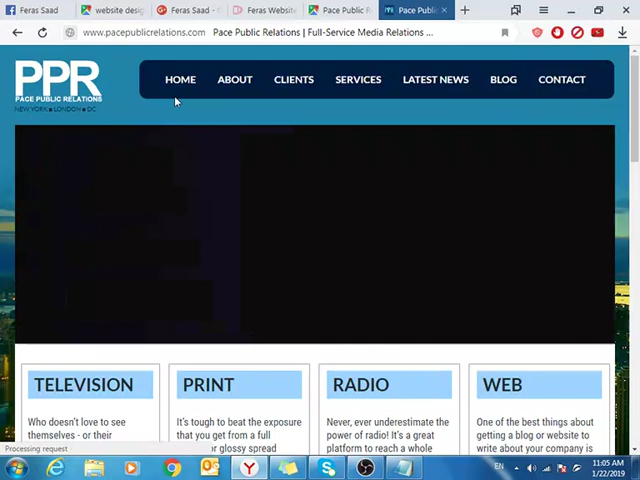 Feras Saad
website desig
Feras Saad - G
Feras Website
Pace Public R
Pace Public
www.pacepublicrelations.com Pace Public Relations | Full-Service Media Relations ...
PPR
PACE PUBLIC RELATIONS
NEW YORK ■ LONDON ■ DC
HOME ABOUT CLIENTS SERVICES LATEST NEWS BLOG CONTACT
TELEVISION
Who doesn't love to see
themselves - or their
PRINT
It's tough to beat the exposure
that you get from a full
or glossy spread
RADIO
Never, ever underestimate the
power of radio! It's a great
platform to reach a whole
WEB
One of the best things about
getting a blog or website to
write about your company is
Processing request
EN
11:05 AM
1/22/2019